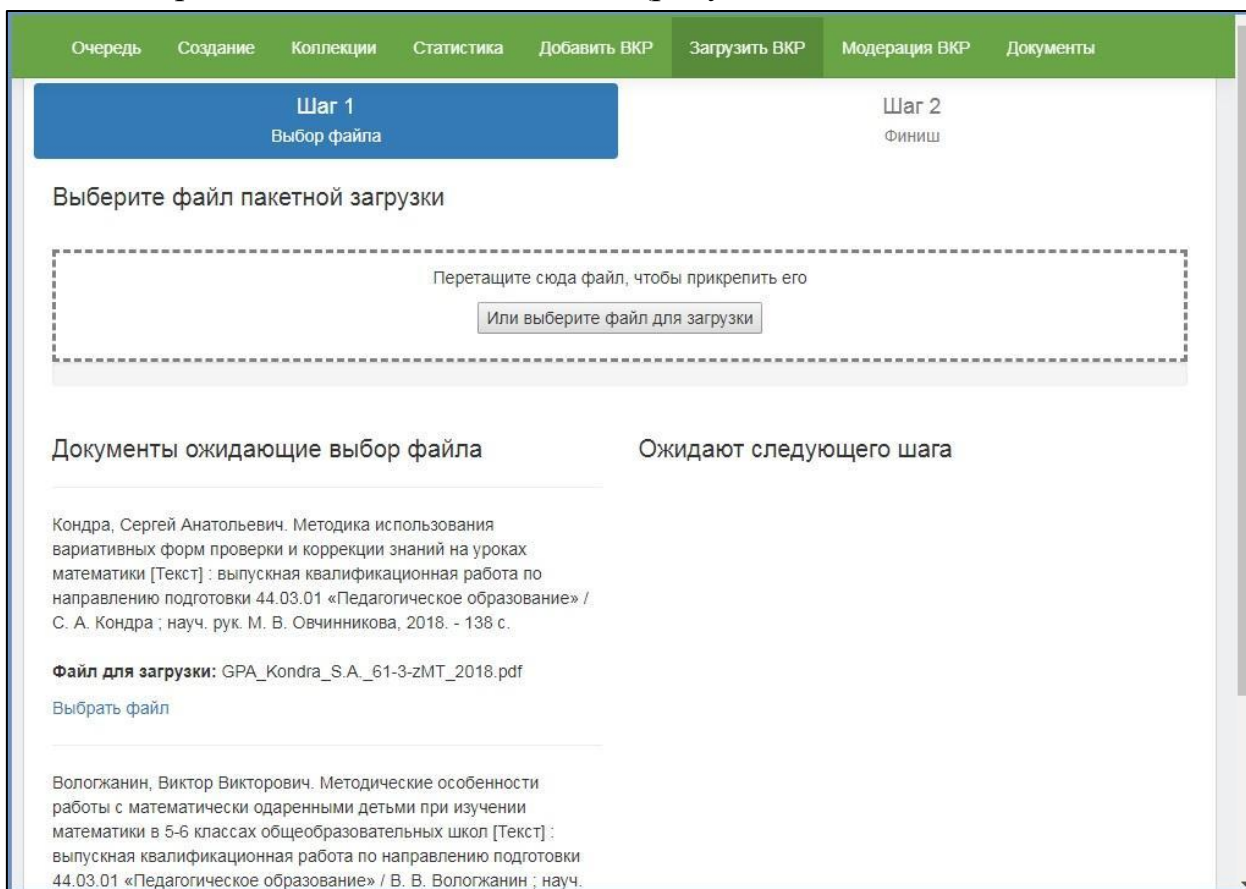 Очередь Создание Коллекции Статистика Добавить ВКР Загрузить ВКР Модерация ВКР Документы
Шаг 1
Выбор файла
Шаг 2
Финиш
Выберите файл пакетной загрузки
Перетащите сюда файл, чтобы прикрепить его
Или выберите файл для загрузки
Документы ожидающие выбор файла
Ожидают следующего шага
Кондра, Сергей Анатольевич. Методика использования
вариативных форм проверки и коррекции знаний на уроках
математики [Текст] : выпускная квалификационная работа по
направлению подготовки 44.03.01 «Педагогическое образование» /
С. А. Кондра ; науч. рук. М. В. Овчинникова, 2018. - 138 с.
Файл для загрузки: GPA_Kondra_S.A._61-3-zMT_2018.pdf
Выбрать файл
Вологжанин, Виктор Викторович. Методические особенности
работы с математически одаренными детьми при изучении
математики в 5-6 классах общеобразовательных школ [Текст] :
выпускная квалификационная работа по направлению подготовки
44.03.01 «Педагогическое образование» / В. В. Вологжанин ; науч.